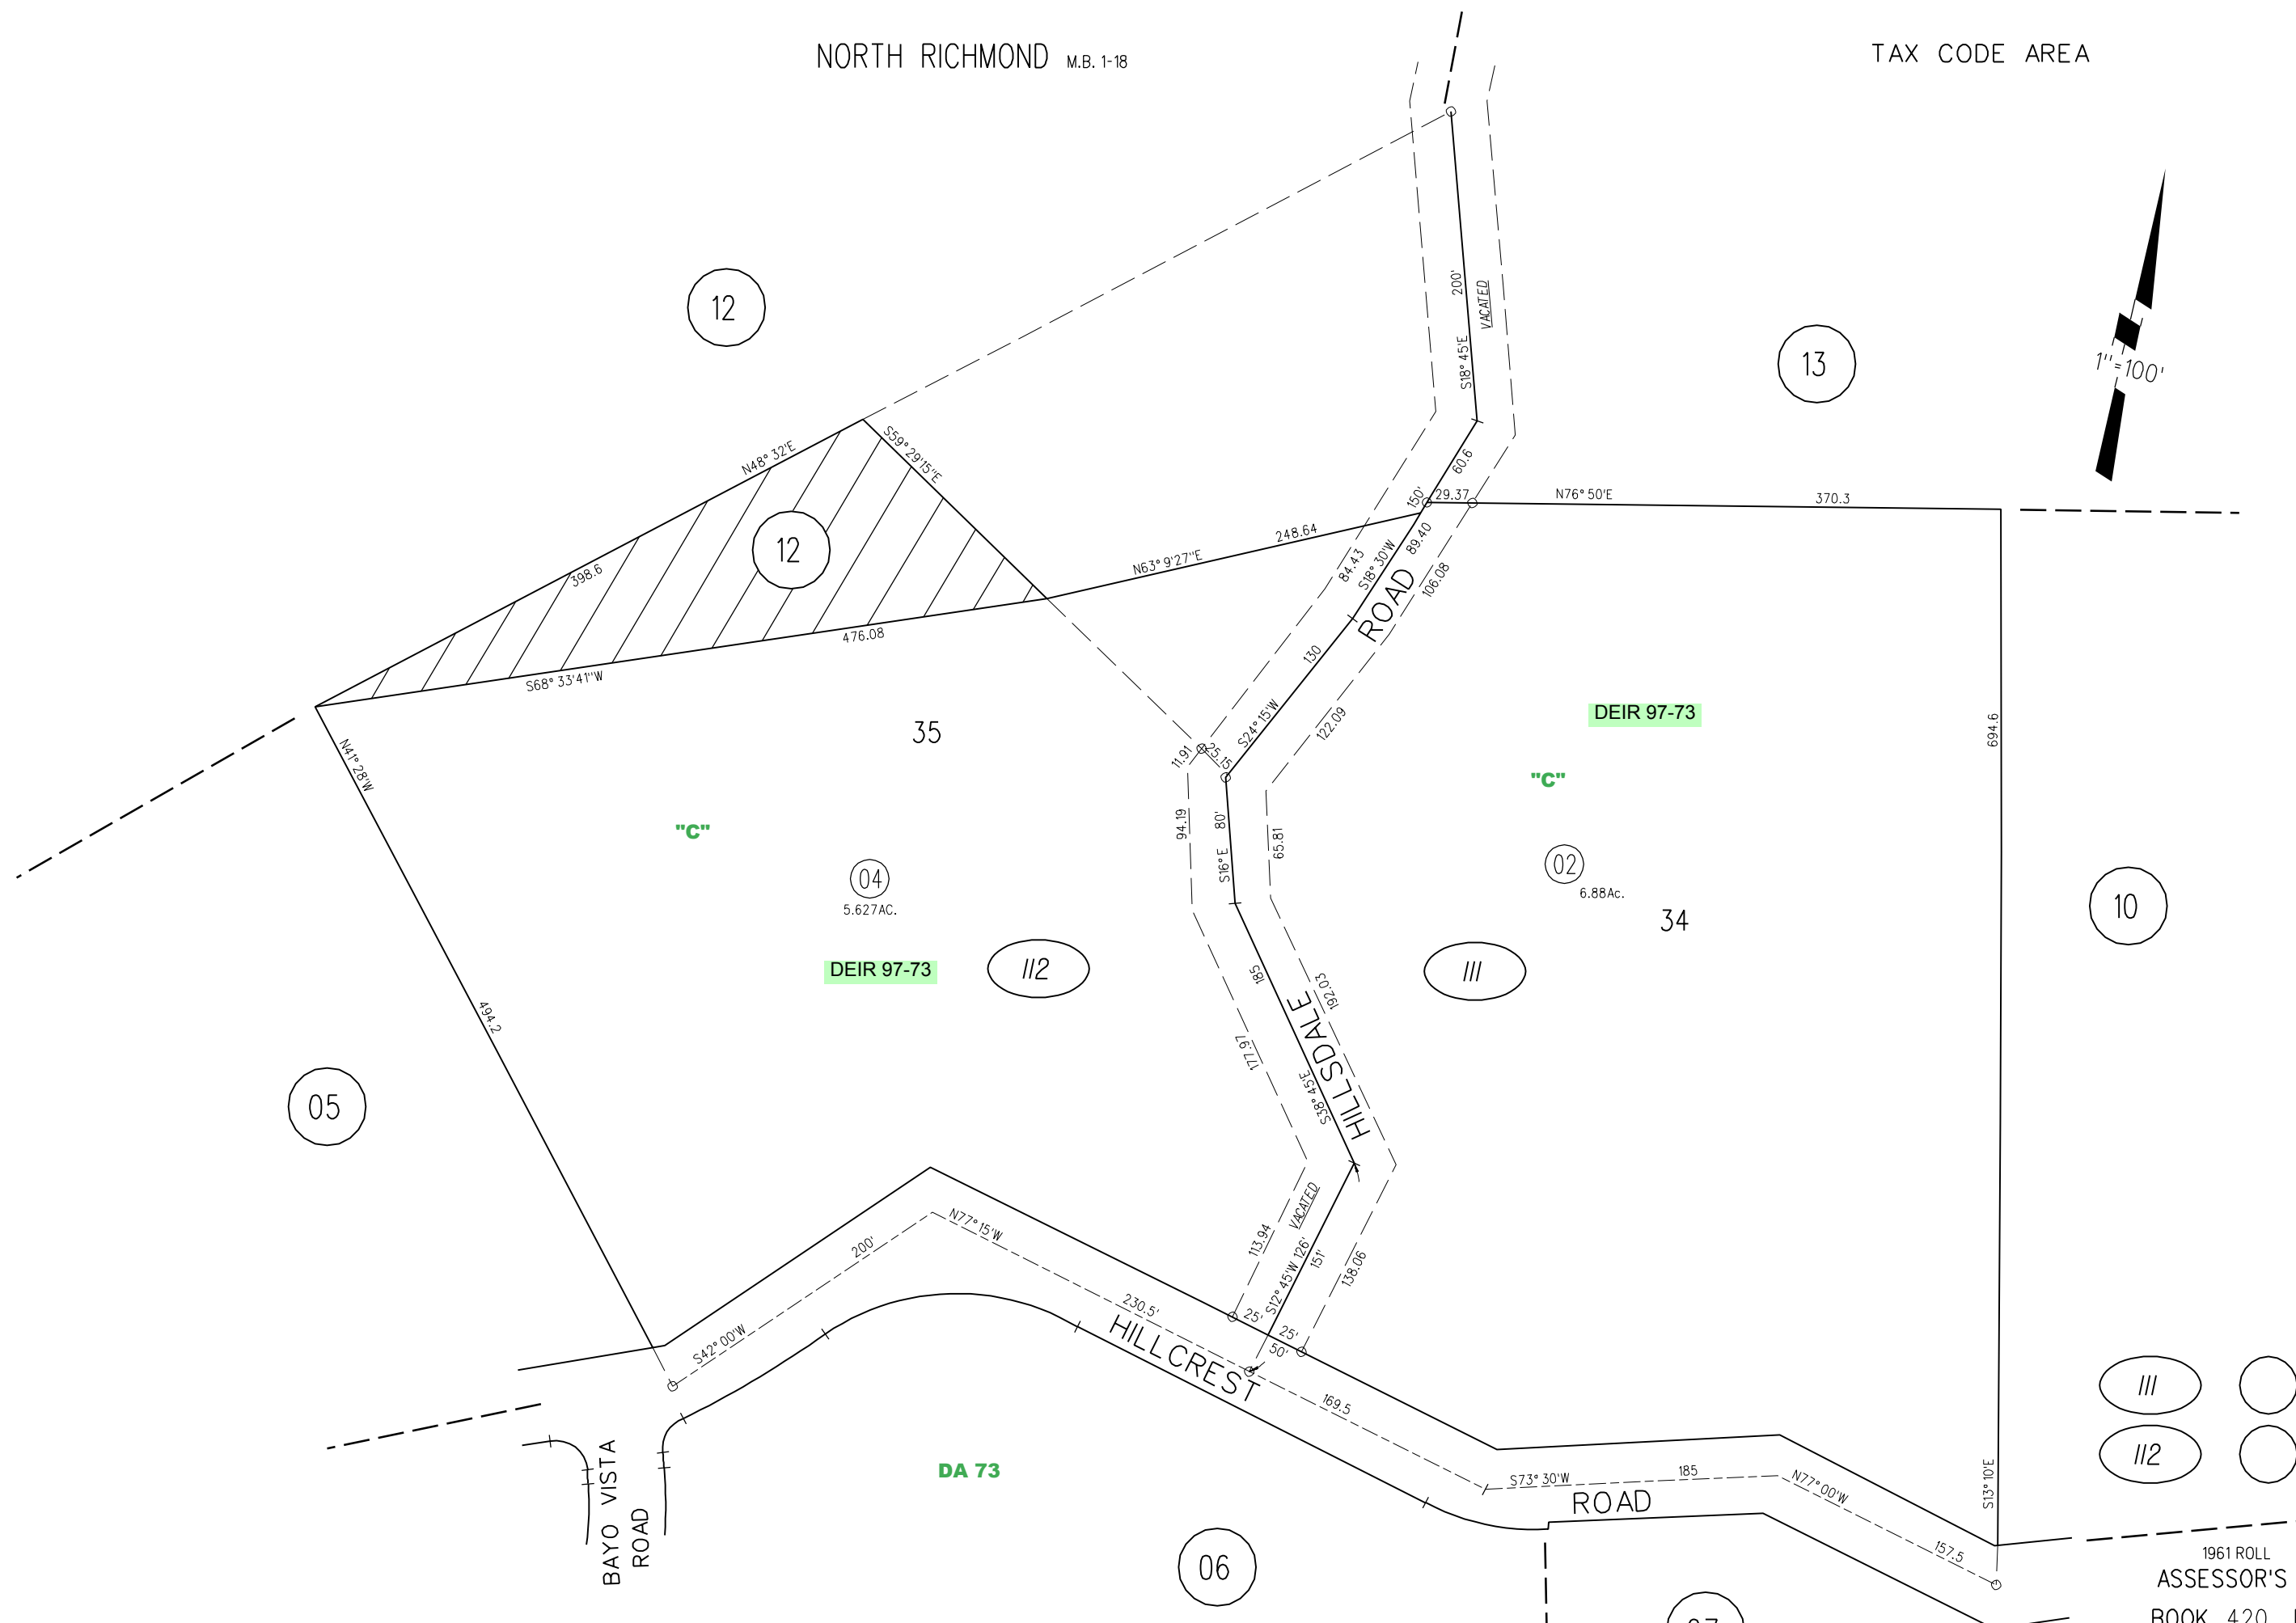 NORTH RICHMOND M.B. 1-18
TAX CODE AREA
12
200'
VACATED
S18° 45'E
13
1"=100'
N48° 32'E
S59° 29'15"E
60.6
150'
29.37
N76° 50'E
370.3
12
248.64
N63° 9'27"E
89.40
S18° 30'W
84.43
106.08
ROAD
398.6
476.08
S68° 33'41"W
130
S24° 15'W
122.09
DEIR 97-73
694.6
35
N41° 28'W
11.91
25.15
"C"
"C"
94.19
80'
S16°E
65.81
04
5.627AC.
02
6.88Ac.
34
10
DEIR 97-73
112
111
185
192.03
HILLSDALE
494.2
177.97
S38° 45'E
05
VACATED
113.94
S12° 45'W 126'
151'
138.06
200'
N77° 15'W
230.5'
25'
25'
50'
S42° 00'W
HILLCREST
169.5
111
112
BAYO VISTA
ROAD
DA 73
S73° 30'W
185
N77° 00'W
ROAD
S13° 10'E
157.5
06
1961 ROLL
ASSESSOR'S
BOOK 420